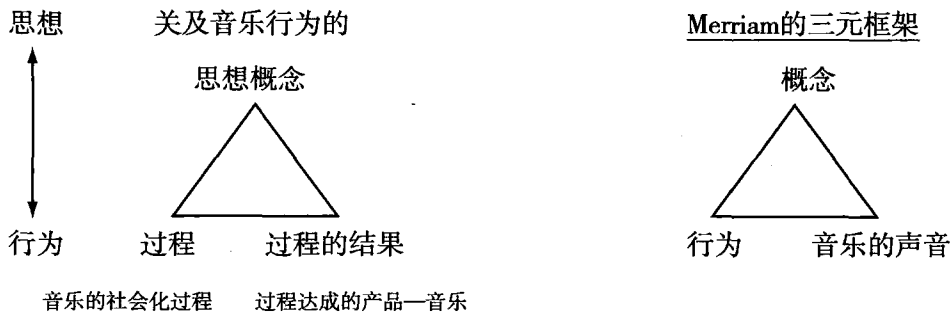 思想 关及音乐行为的 Merriam的三元框架
思想概念 概念
行为 过程 过程的结果 行为 音乐的声音
音乐的社会化过程 过程达成的产品—音乐